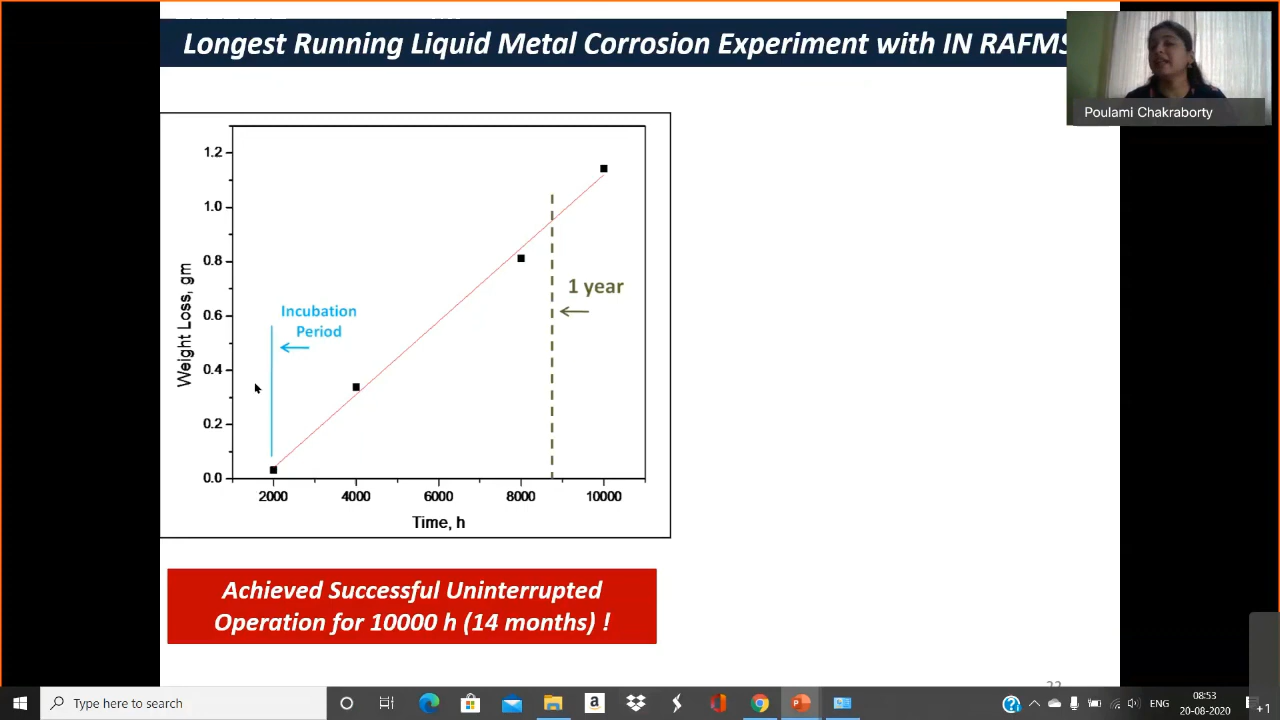 Longest Running Liquid Metal Corrosion Experiment with IN RAFMS
Poulami Chakraborty
1.2
1.0
0.8
0.6
0.4
0.2
0.0
Weight Loss, gm
Incubation
Period
1 year
2000 4000 6000 8000 10000
Time, h
Achieved Successful Uninterrupted
Operation for 10000 h (14 months) !
Type here to search
ENG
08:53
20-08-2020
+1